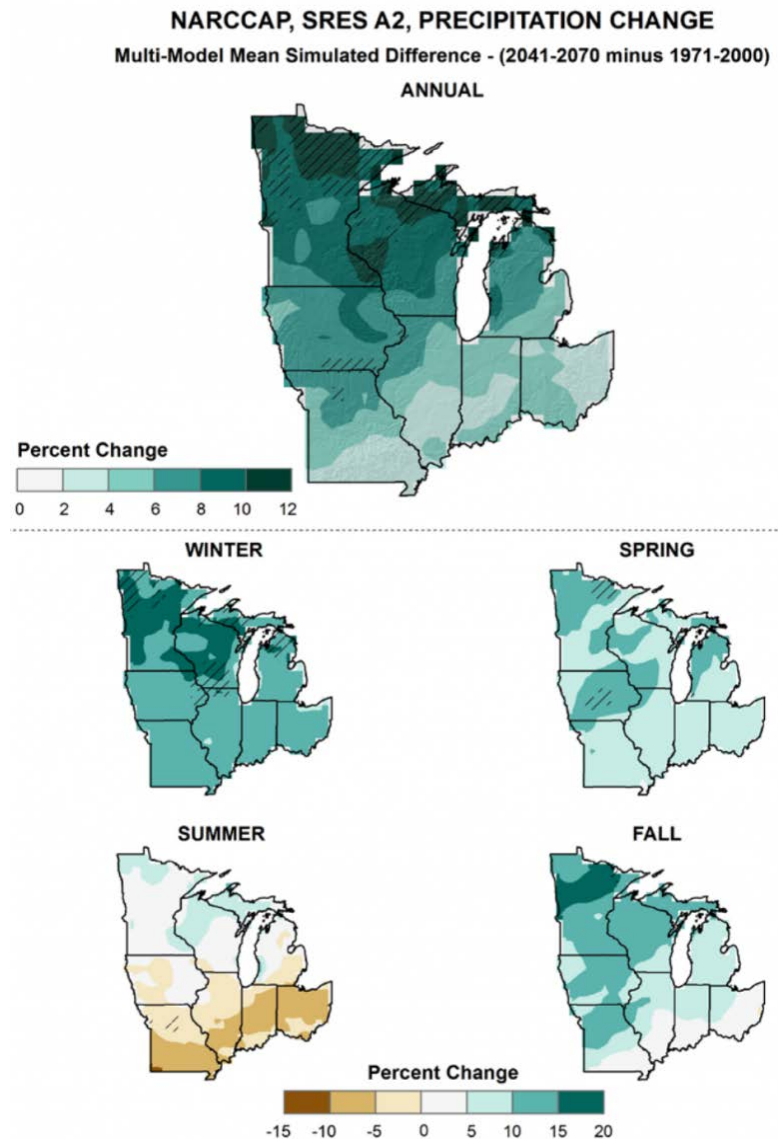 NARCCAP, SRES A2, PRECIPITATION CHANGE
Multi-Model Mean Simulated Difference - (2041-2070 minus 1971-2000)
ANNUAL
Percent Change
0 2 4 6 8 10 12
WINTER
SPRING
SUMMER
FALL
Percent Change
-15 -10 -5 0 5 10 15 20